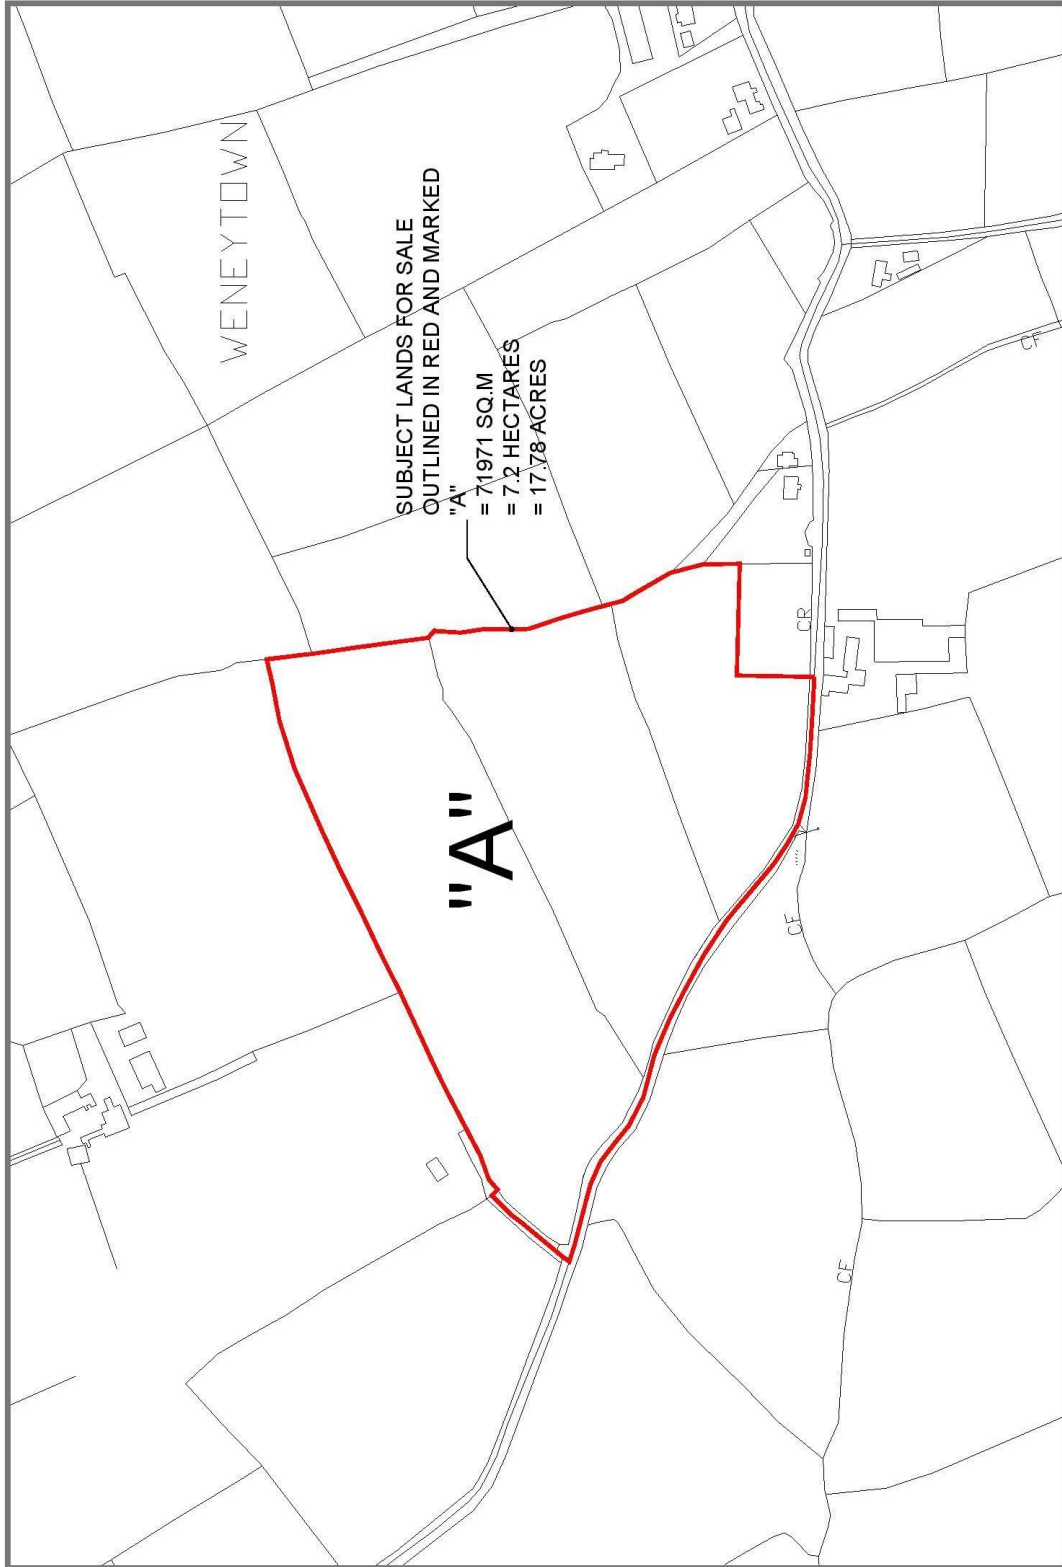 WENEYTOWN
SUBJECT LANDS FOR SALE
OUTLINED IN RED AND MARKED
"A"
= 71971 SQ.M
= 7.2 HECTARES
= 17.78 ACRES
"A"
CR
CF
CF
CF